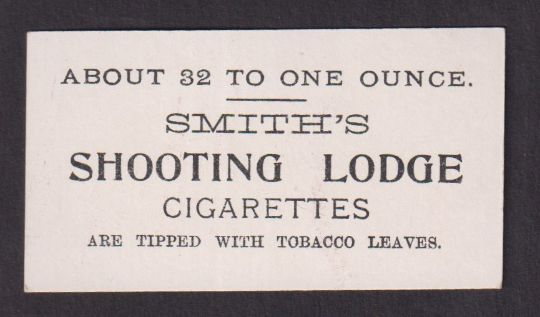 ABOUT 32 TO ONE OUNCE.
SMITH'S
SHOOTING LODGE
CIGARETTES
ARE TIPPED WITH TOBACCO LEAVES.